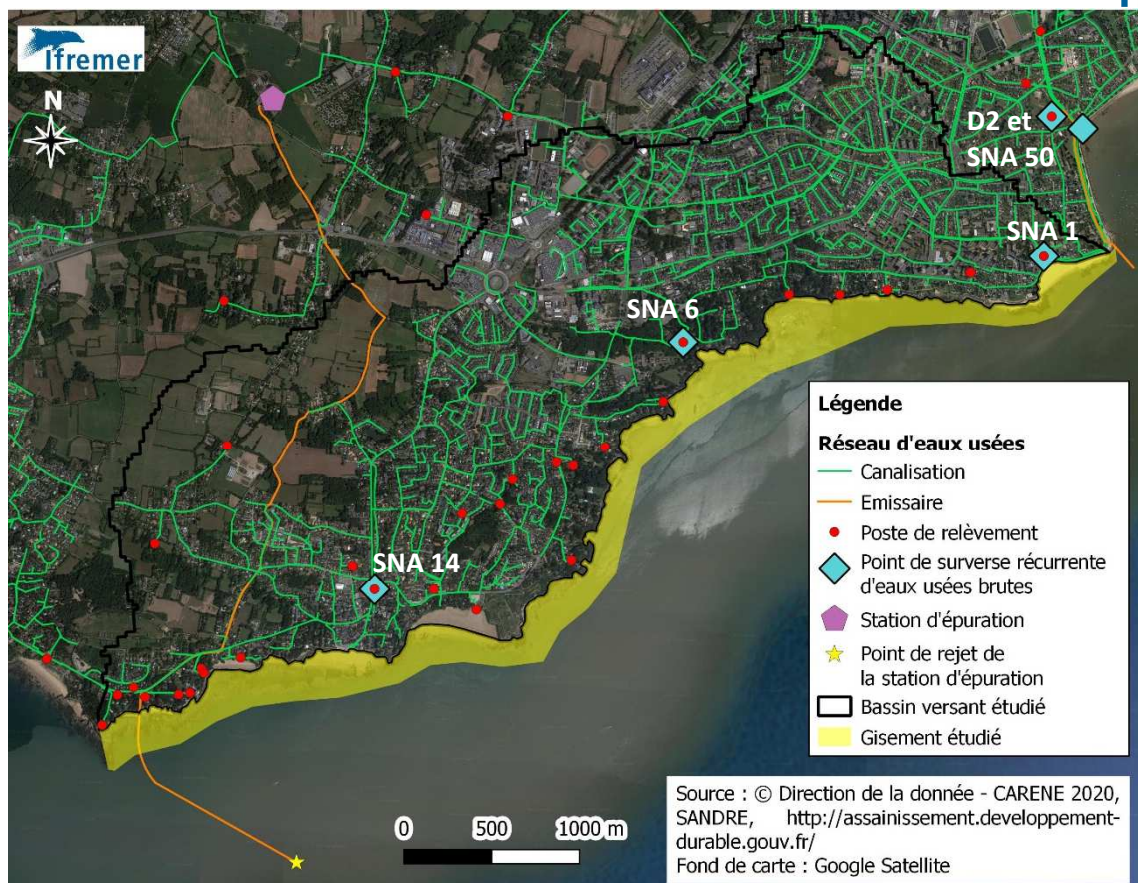 Ifremer
N
D2 et
SNA 50
SNA 1
SNA 6
SNA 14
Légende
Réseau d'eaux usées
Canalisation
Emissaire
Poste de relèvement
Point de surverse récurrente
d'eaux usées brutes
Station d'épuration
Point de rejet de
la station d'épuration
Bassin versant étudié
Gisement étudié
0 500 1000 m
Source : © Direction de la donnée - CARENE 2020,
SANDRE, http://assainissement.developpement-
durable.gouv.fr/
Fond de carte : Google Satellite